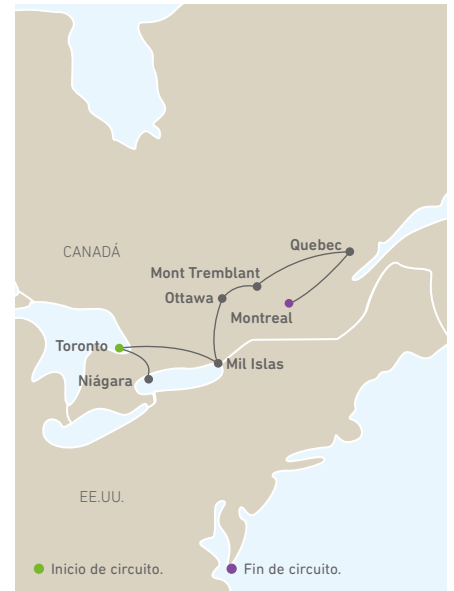 Quebec
CANADÁ
Mont Tremblant
Ottawa
Montreal
Toronto
Mil Islas
Niágara
EE.UU.
Inicio de circuito.
Fin de circuito.